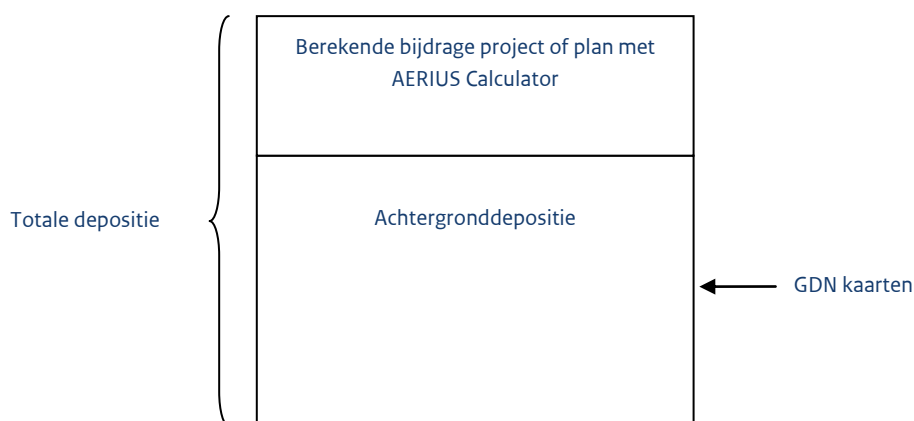 Berekende bijdrage project of plan met
AERIUS Calculator
Totale depositie
Achtergronddepositie
GDN kaarten